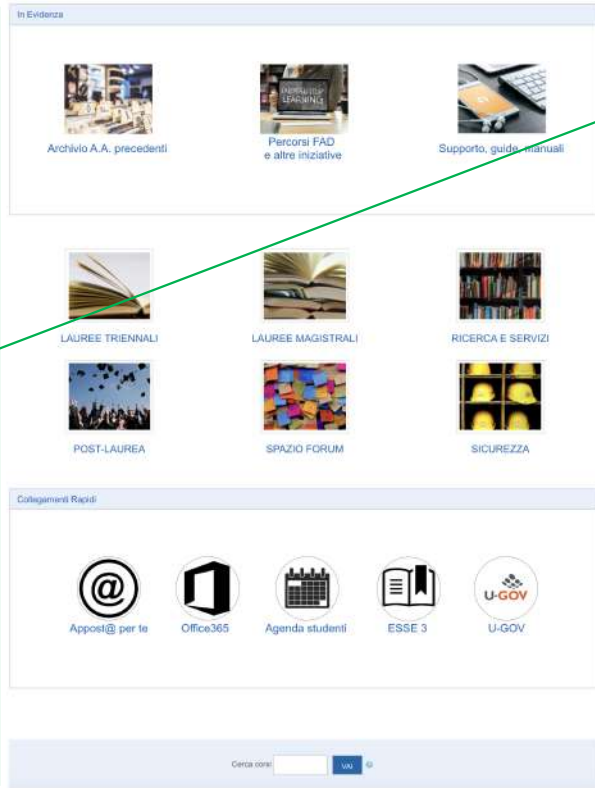 In Evidenza
Archivio A.A. precedenti
Percorsi FAD
e altre iniziative
Supporto, guide, manuali
LAUREE TRIENNALI
LAUREE MAGISTRALI
RICERCA E SERVIZI
POST-LAUREA
SPAZIO FORUM
SICUREZZA
Collegamenti Rapidi
@
U-GOV
Appost@ per te
Office365
Agenda studenti
ESSE 3
U-GOV
Cerca corsi
VAI